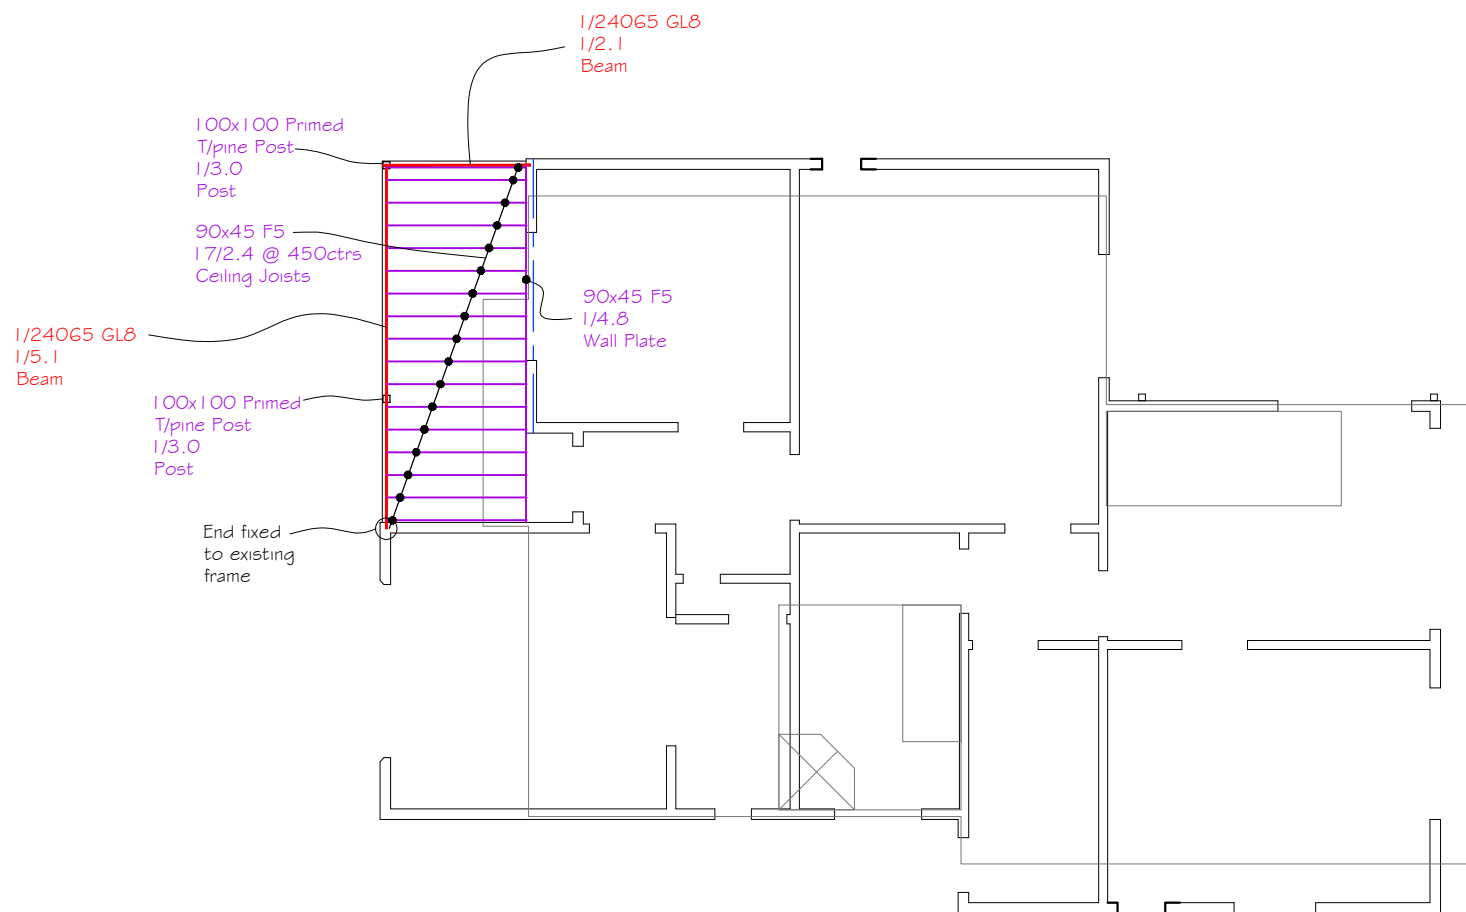 1/24065 GL8
1/2.1
Beam
100x100 Primed
T/pine Post
1/3.0
Post
90x45 F5
17/2.4 @ 450ctrs
Ceiling Joists
90x45 F5
1/4.8
Wall Plate
1/24065 GL8
1/5.1
Beam
100x100 Primed
T/pine Post
1/3.0
Post
End fixed
to existing
frame